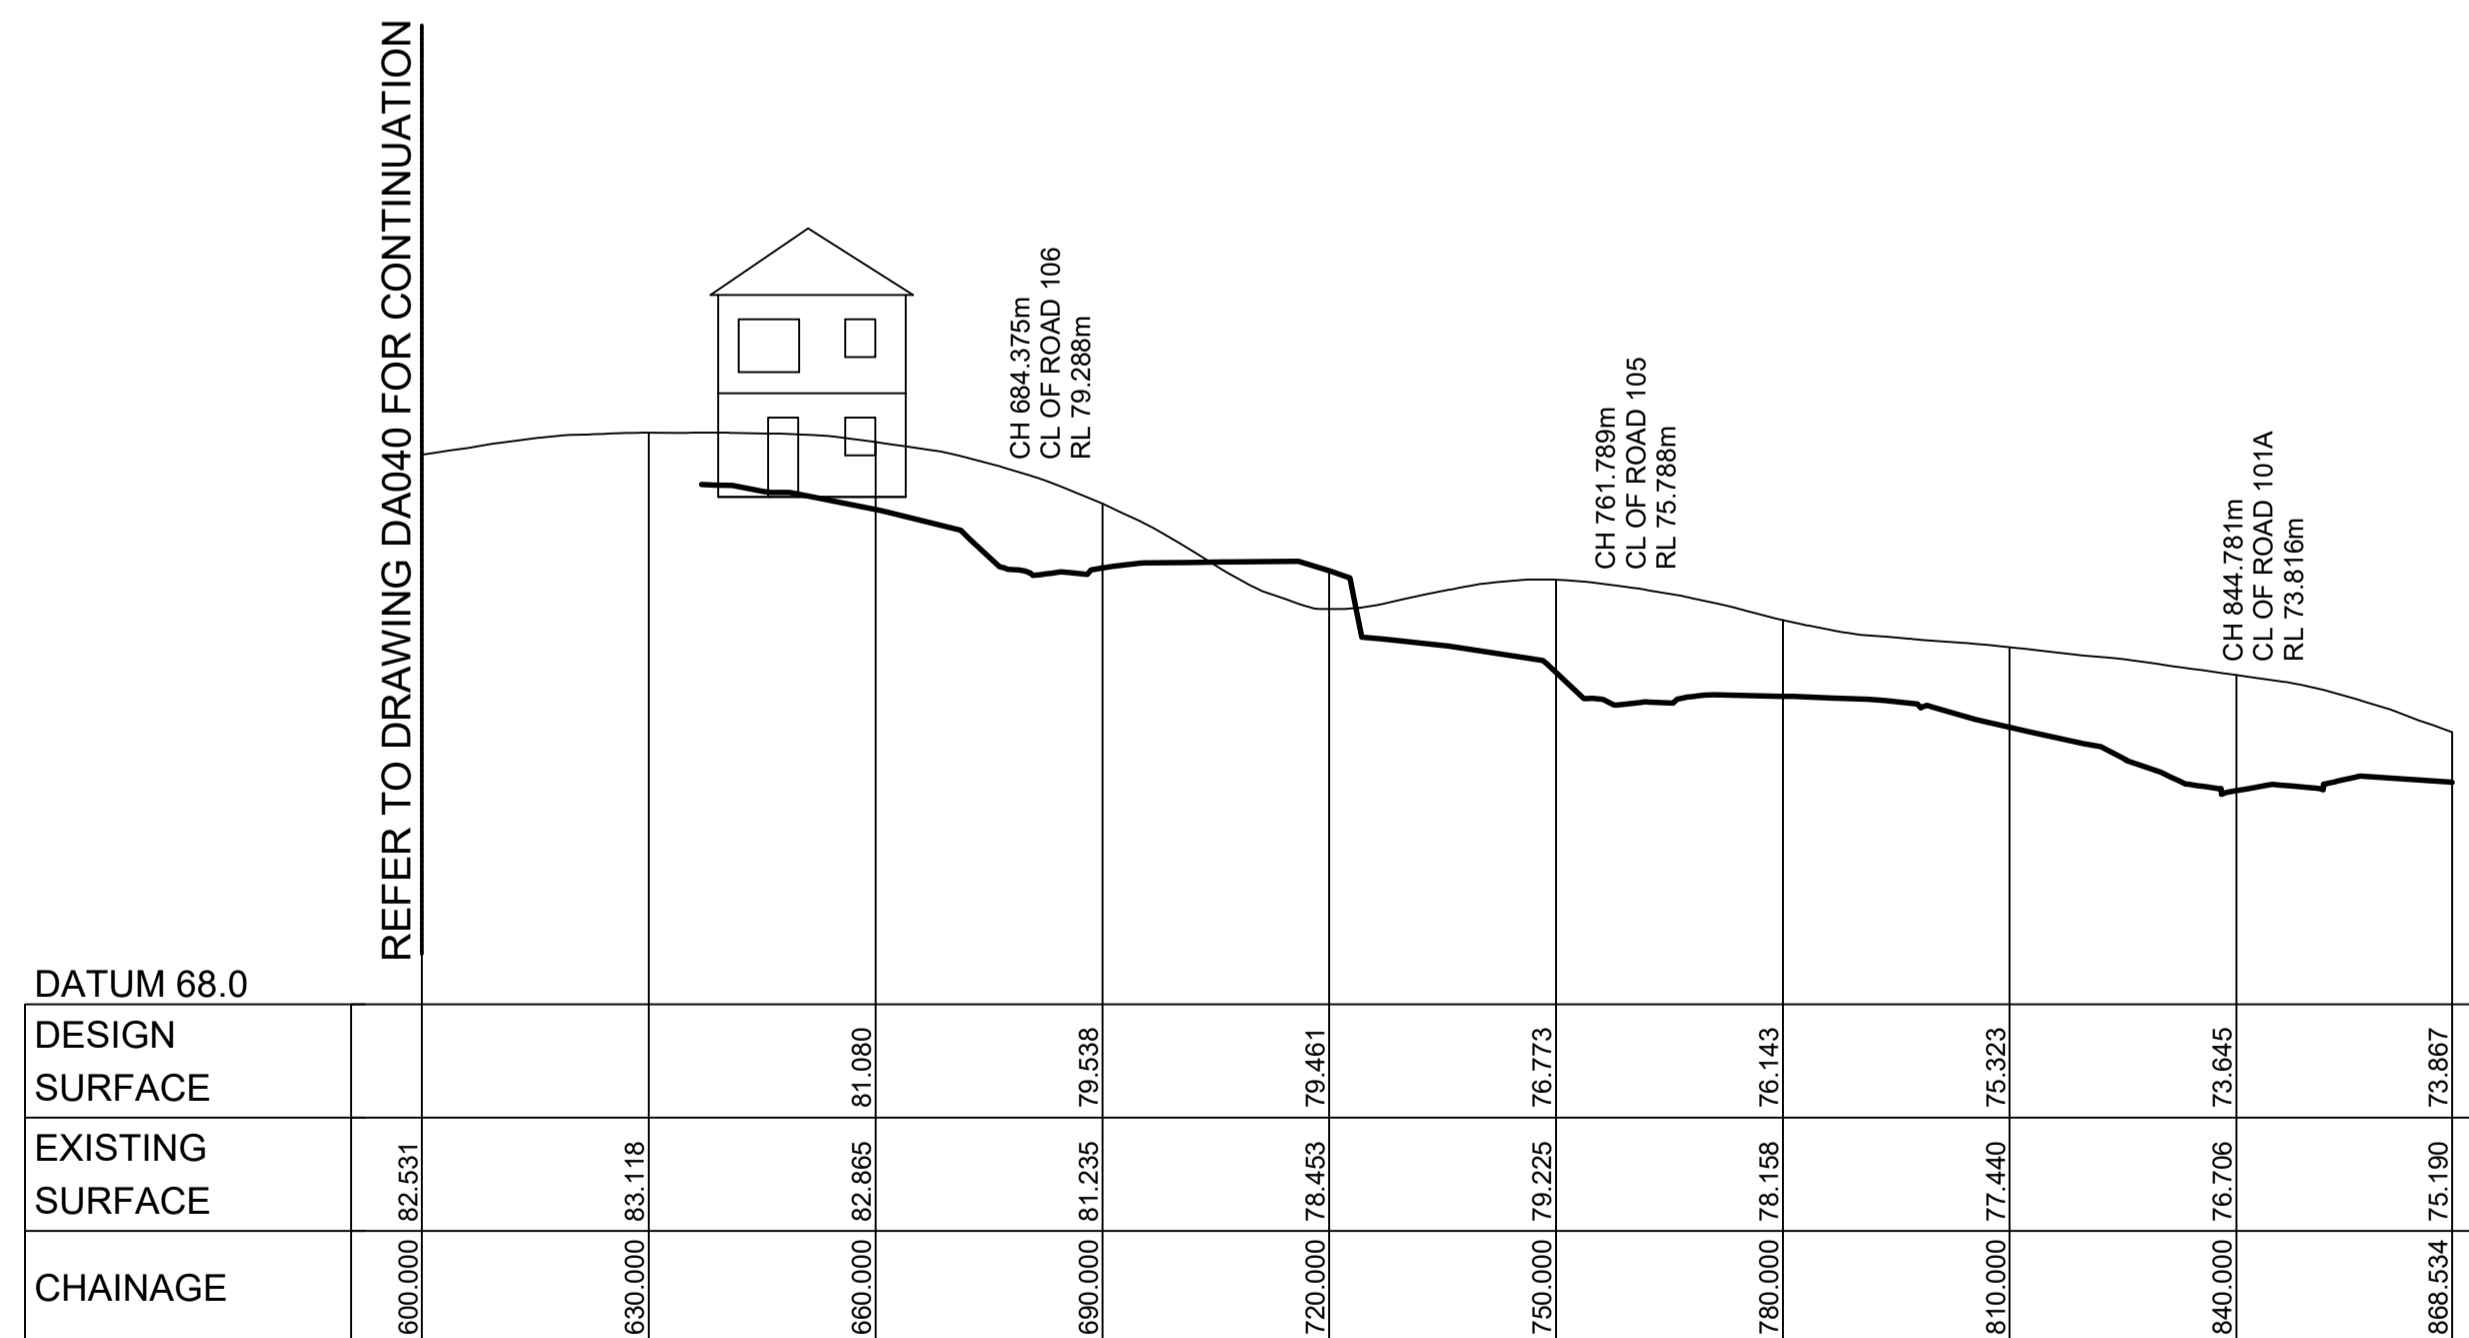 REFER TO DRAWING DA040 FOR CONTINUATION
CH 684.375m
CL OF ROAD 106
RL 79.288m
CH 761.789m
CL OF ROAD 105
RL 75.788m
CH 844.781m
CL OF ROAD 101A
RL 73.816m
DATUM 68.0
DESIGN
SURFACE
81.080 79.538 79.461 76.773 76.143 75.323 73.645 73.867
EXISTING
SURFACE
82.531 83.118 82.865 81.235 78.453 79.225 78.158 77.440 76.706 75.190
CHAINAGE
600.000 630.000 660.000 690.000 720.000 750.000 780.000 810.000 840.000 868.534